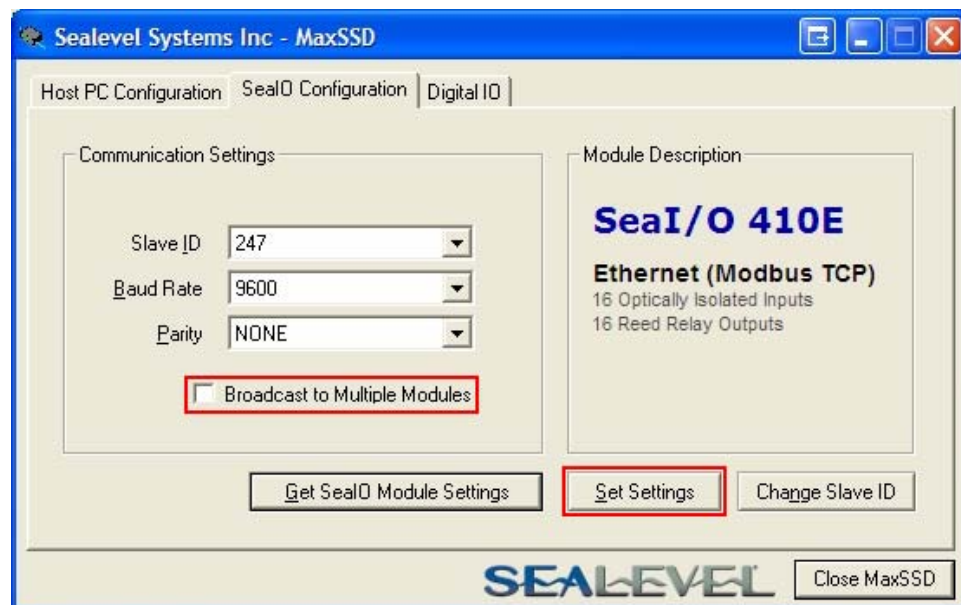 Sealevel Systems Inc - MaxSSD
Host PC Configuration
SeaIO Configuration
Digital IO
Communication Settings
Slave ID
247
Baud Rate
9600
Parity
NONE
Broadcast to Multiple Modules
Module Description
SeaI/O 410E
Ethernet (Modbus TCP)
16 Optically Isolated Inputs
16 Reed Relay Outputs
Get SeaIO Module Settings
Set Settings
Change Slave ID
SEALEVEL
Close MaxSSD